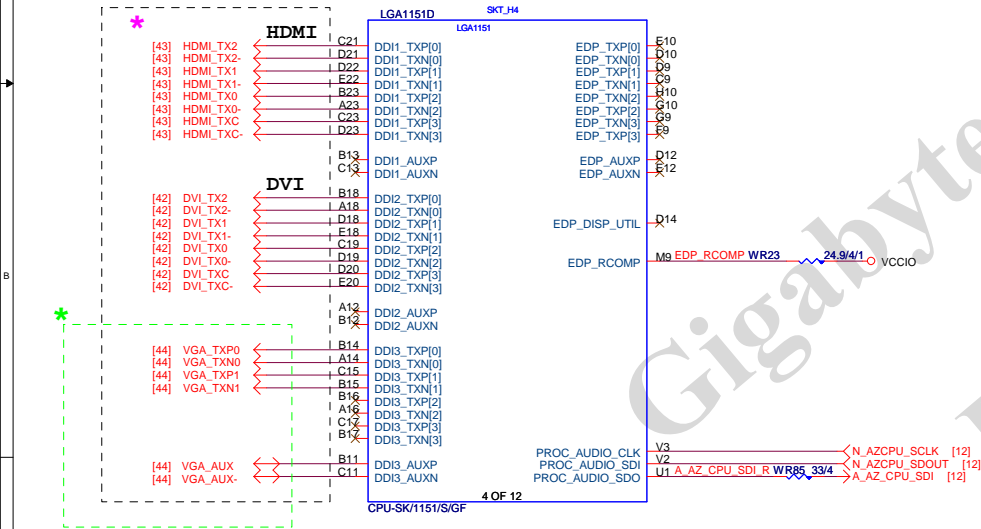 LGA1151D SKT_H4
LGA1151
* HDMI
[43] HDMI_TX2 C21 DDI1_TXP[0] EDP_TXP[0] E10
[43] HDMI_TX2- D21 DDI1_TXN[0] EDP_TXN[0] D10
[43] HDMI_TX1 D22 DDI1_TXP[1] EDP_TXP[1] D9
[43] HDMI_TX1- E22 DDI1_TXN[1] EDP_TXN[1] C9
[43] HDMI_TX0 B23 DDI1_TXP[2] EDP_TXN[2] H10
[43] HDMI_TX0- A23 DDI1_TXN[2] EDP_TXP[2] G10
[43] HDMI_TXC C23 DDI1_TXP[3] EDP_TXN[3] G9
[43] HDMI_TXC- D23 DDI1_TXN[3] EDP_TXP[3] F9
B13 DDI1_AUXP EDP_AUXP D12
C13 DDI1_AUXN EDP_AUXN E12
DVI
[42] DVI_TX2 B18 DDI2_TXP[0]
[42] DVI_TX2- A18 DDI2_TXN[0]
[42] DVI_TX1 D18 DDI2_TXP[1] EDP_DISP_UTIL D14
[42] DVI_TX1- E18 DDI2_TXN[1]
[42] DVI_TX0 C19 DDI2_TXP[2]
[42] DVI_TX0- D19 DDI2_TXN[2] EDP_RCOMP M9 EDP_RCOMP WR23 24.9/4/1 VCCIO
[42] DVI_TXC D20 DDI2_TXP[3]
[42] DVI_TXC- E20 DDI2_TXN[3]
B
A12 DDI2_AUXP
B12 DDI2_AUXN
*
[44] VGA_TXP0 B14 DDI3_TXP[0]
[44] VGA_TXN0 A14 DDI3_TXN[0]
[44] VGA_TXP1 C15 DDI3_TXP[1]
[44] VGA_TXN1 B15 DDI3_TXN[1]
B16 DDI3_TXP[2]
A16 DDI3_TXN[2]
C17 DDI3_TXP[3]
B17 DDI3_TXN[3]
PROC_AUDIO_CLK V3 N_AZCPU_SCLK [12]
[44] VGA_AUX B11 DDI3_AUXP PROC_AUDIO_SDI V2 N_AZCPU_SDOUT [12]
[44] VGA_AUX- C11 DDI3_AUXN PROC_AUDIO_SDO U1 A_AZ_CPU_SDI_R WR85 33/4 A_AZ_CPU_SDI [12]
4 OF 12
CPU-SK/1151/S/GF
Gigabyte